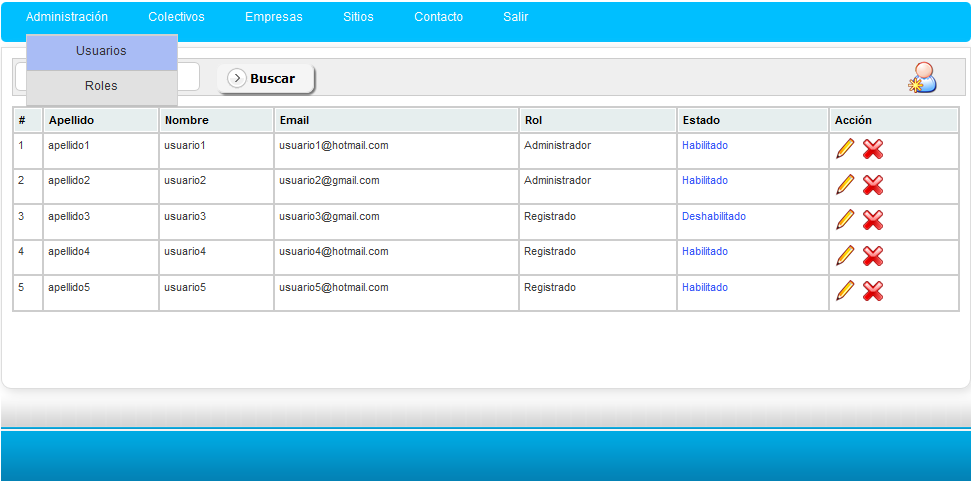 Administración Colectivos Empresas Sitios Contacto Salir
Usuarios
Roles
Buscar
# Apellido Nombre Email Rol Estado Acción
1 apellido1 usuario1 usuario1@hotmail.com Administrador Habilitado
2 apellido2 usuario2 usuario2@gmail.com Administrador Habilitado
3 apellido3 usuario3 usuario3@gmail.com Registrado Deshabilitado
4 apellido4 usuario4 usuario4@hotmail.com Registrado Habilitado
5 apellido5 usuario5 usuario5@hotmail.com Registrado Habilitado